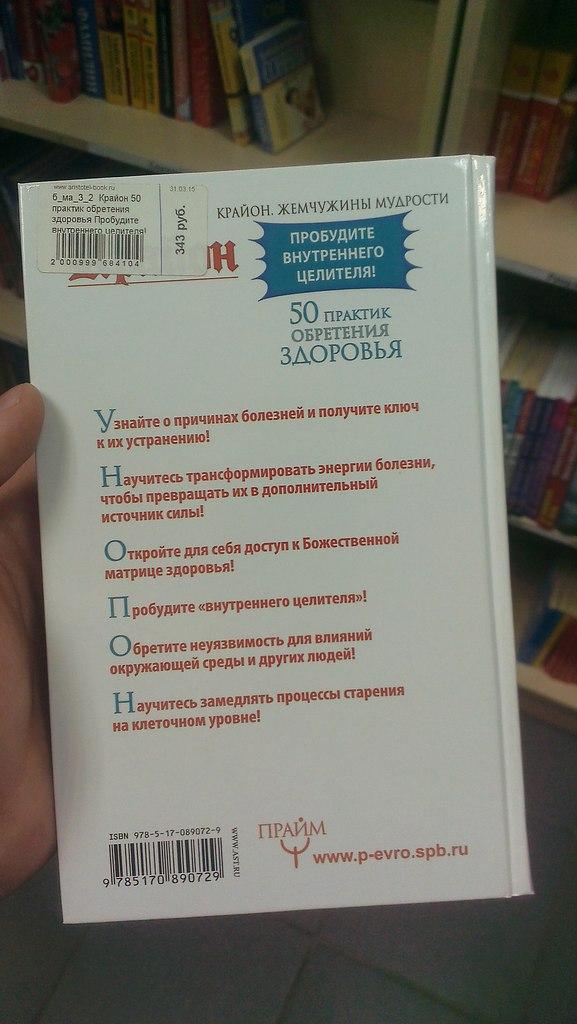 www.aristotel-book.ru
31.03.15
б_ма_3_2 Крайон 50
практик обретения
здоровья Пробудите
внутреннего целителя!
2 000999 684104
343 руб.
КРАЙОН. ЖЕМЧУЖИНЫ МУДРОСТИ
ПРОБУДИТЕ
ВНУТРЕННЕГО
ЦЕЛИТЕЛЯ!
50 ПРАКТИК
ОБРЕТЕНИЯ
ЗДОРОВЬЯ
Узнайте о причинах болезней и получите ключ
к их устранению!
Научитесь трансформировать энергии болезни,
чтобы превращать их в дополнительный
источник силы!
Откройте для себя доступ к Божественной
матрице здоровья!
Пробудите «внутреннего целителя»!
Обретите неуязвимость для влияний
окружающей среды и других людей!
Научитесь замедлять процессы старения
на клеточном уровне!
ISBN 978-5-17-089072-9
9 785170 890729
WWW.AST.RU
ПРАЙМ
www.p-evro.spb.ru